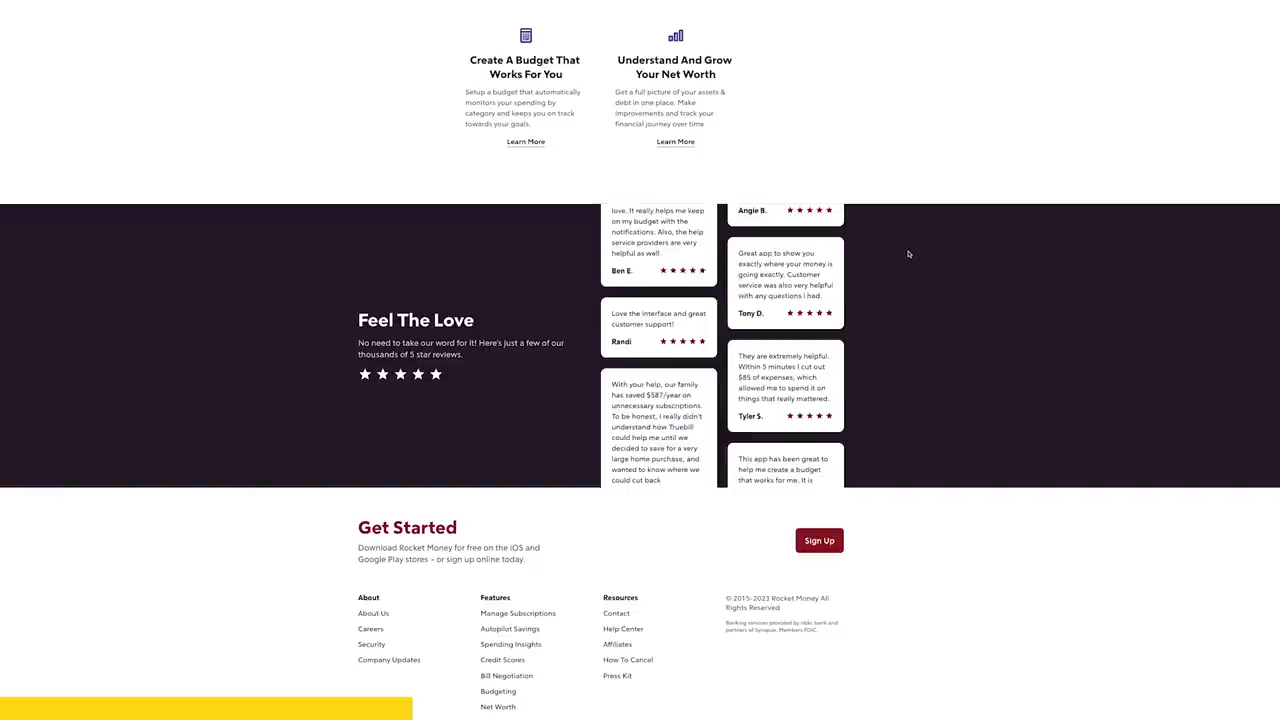 Create A Budget That
Works For You
Setup a budget that automatically
monitors your spending by
category and keeps you on track
towards your goals.
Learn More
Understand And Grow
Your Net Worth
Get a full picture of your assets &
debt in one place. Make
improvements and track your
financial journey over time
Learn More
Feel The Love
No need to take our word for it! Here's just a few of our
thousands of 5 star reviews.
love. It really helps me keep
on my budget with the
notifications. Also, the help
service providers are very
helpful as well.
Ben E.
Love the interface and great
customer support!
Randi
With your help, our family
has saved $587/year on
unnecessary subscriptions.
To be honest, I really didn't
understand how Truebill
could help me until we
decided to save for a very
large home purchase, and
wanted to know where we
could cut back
Angie B.
Great app to show you
exactly where your money is
going exactly. Customer
service was also very helpful
with any questions I had.
Tony D.
They are extremely helpful.
Within 5 minutes I cut out
$85 of expenses, which
allowed me to spend it on
things that really mattered.
Tyler S.
This app has been great to
help me create a budget
that works for me. It is
Get Started
Download Rocket Money for free on the iOS and
Google Play stores – or sign up online today.
Sign Up
About
About Us
Careers
Security
Company Updates
Features
Manage Subscriptions
Autopilot Savings
Spending Insights
Credit Scores
Bill Negotiation
Budgeting
Net Worth
Resources
Contact
Help Center
Affiliates
How To Cancel
Press Kit
© 2015-2023 Rocket Money All
Rights Reserved
Banking services provided by nbkc bank and
partners of Synapse. Members FDIC.